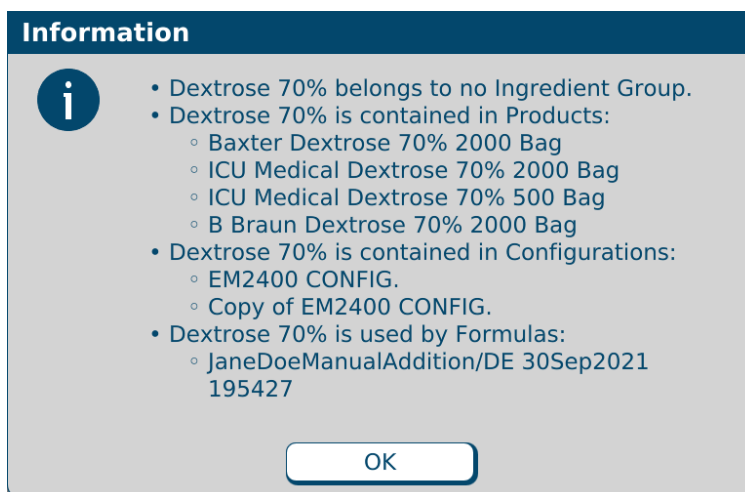 Information
i
• Dextrose 70% belongs to no Ingredient Group.
• Dextrose 70% is contained in Products:
◦ Baxter Dextrose 70% 2000 Bag
◦ ICU Medical Dextrose 70% 2000 Bag
◦ ICU Medical Dextrose 70% 500 Bag
◦ B Braun Dextrose 70% 2000 Bag
• Dextrose 70% is contained in Configurations:
◦ EM2400 CONFIG.
◦ Copy of EM2400 CONFIG.
• Dextrose 70% is used by Formulas:
◦ JaneDoeManualAddition/DE 30Sep2021
195427
OK